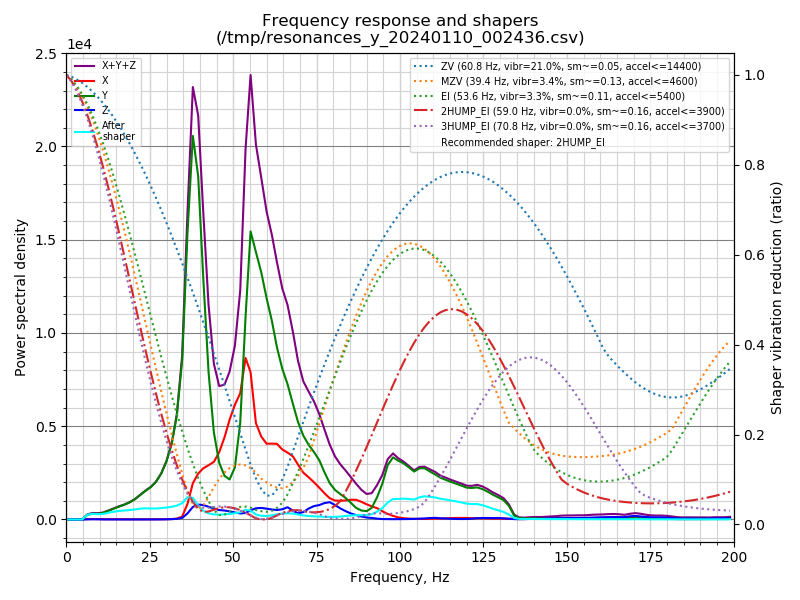 Frequency response and shapers
(/tmp/resonances_y_20240110_002436.csv)
1e4
X+Y+Z
X
Y
Z
After
shaper
ZV (60.8 Hz, vibr=21.0%, sm~=0.05, accel<=14400)
MZV (39.4 Hz, vibr=3.4%, sm~=0.13, accel<=4600)
EI (53.6 Hz, vibr=3.3%, sm~=0.11, accel<=5400)
2HUMP_EI (59.0 Hz, vibr=0.0%, sm~=0.16, accel<=3900)
3HUMP_EI (70.8 Hz, vibr=0.0%, sm~=0.16, accel<=3700)
Recommended shaper: 2HUMP_EI
Power spectral density
2.5
2.0
1.5
1.0
0.5
0.0
Shaper vibration reduction (ratio)
1.0
0.8
0.6
0.4
0.2
0.0
0 25 50 75 100 125 150 175 200
Frequency, Hz